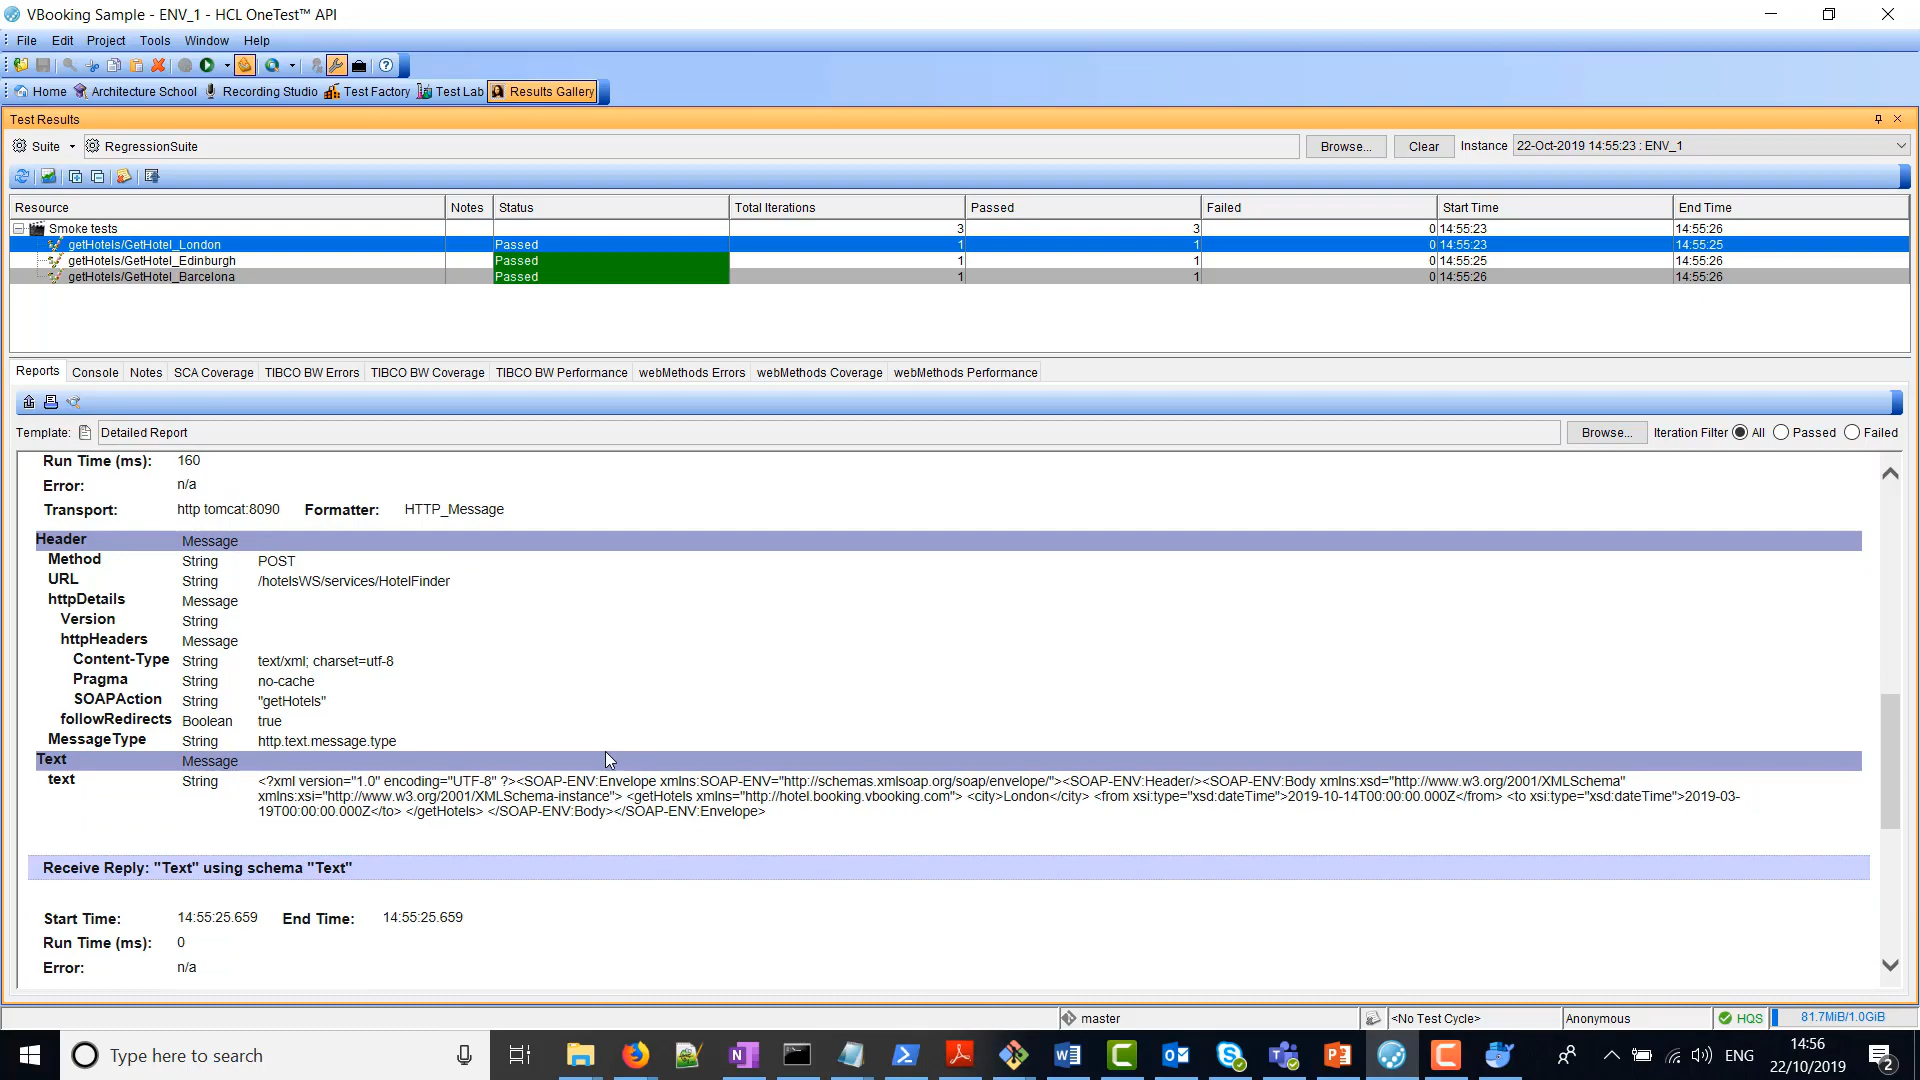 VBooking Sample - ENV_1 - HCL OneTest™ API
File Edit Project Tools Window Help
Home Architecture School Recording Studio Test Factory Test Lab Results Gallery
Test Results
Suite RegressionSuite Browse... Clear Instance 22-Oct-2019 14:55:23 : ENV_1
Resource Notes Status Total Iterations Passed Failed Start Time End Time
Smoke tests 3 3 0 14:55:23 14:55:26
getHotels/GetHotel_London Passed 1 1 0 14:55:23 14:55:25
getHotels/GetHotel_Edinburgh Passed 1 1 0 14:55:25 14:55:26
getHotels/GetHotel_Barcelona Passed 1 1 0 14:55:26 14:55:26
Reports Console Notes SCA Coverage TIBCO BW Errors TIBCO BW Coverage TIBCO BW Performance webMethods Errors webMethods Coverage webMethods Performance
Template: Detailed Report Browse... Iteration Filter All Passed Failed
Run Time (ms): 160
Error: n/a
Transport: http tomcat:8090 Formatter: HTTP_Message
Header Message
Method String POST
URL String /hotelsWS/services/HotelFinder
httpDetails Message
Version String
httpHeaders Message
Content-Type String text/xml; charset=utf-8
Pragma String no-cache
SOAPAction String "getHotels"
followRedirects Boolean true
MessageType String http.text.message.type
Text Message
text String <?xml version="1.0" encoding="UTF-8" ?><SOAP-ENV:Envelope xmlns:SOAP-ENV="http://schemas.xmlsoap.org/soap/envelope/"><SOAP-ENV:Header/><SOAP-ENV:Body xmlns:xsd="http://www.w3.org/2001/XMLSchema"
xmlns:xsi="http://www.w3.org/2001/XMLSchema-instance"> <getHotels xmlns="http://hotel.booking.vbooking.com"> <city>London</city> <from xsi:type="xsd:dateTime">2019-10-14T00:00:00.000Z</from> <to xsi:type="xsd:dateTime">2019-03-
19T00:00:00.000Z</to> </getHotels> </SOAP-ENV:Body></SOAP-ENV:Envelope>
Receive Reply: "Text" using schema "Text"
Start Time: 14:55:25.659 End Time: 14:55:25.659
Run Time (ms): 0
Error: n/a
master <No Test Cycle> Anonymous HQS 81.7MiB/1.0GiB
Type here to search ENG 14:56
22/10/2019 2